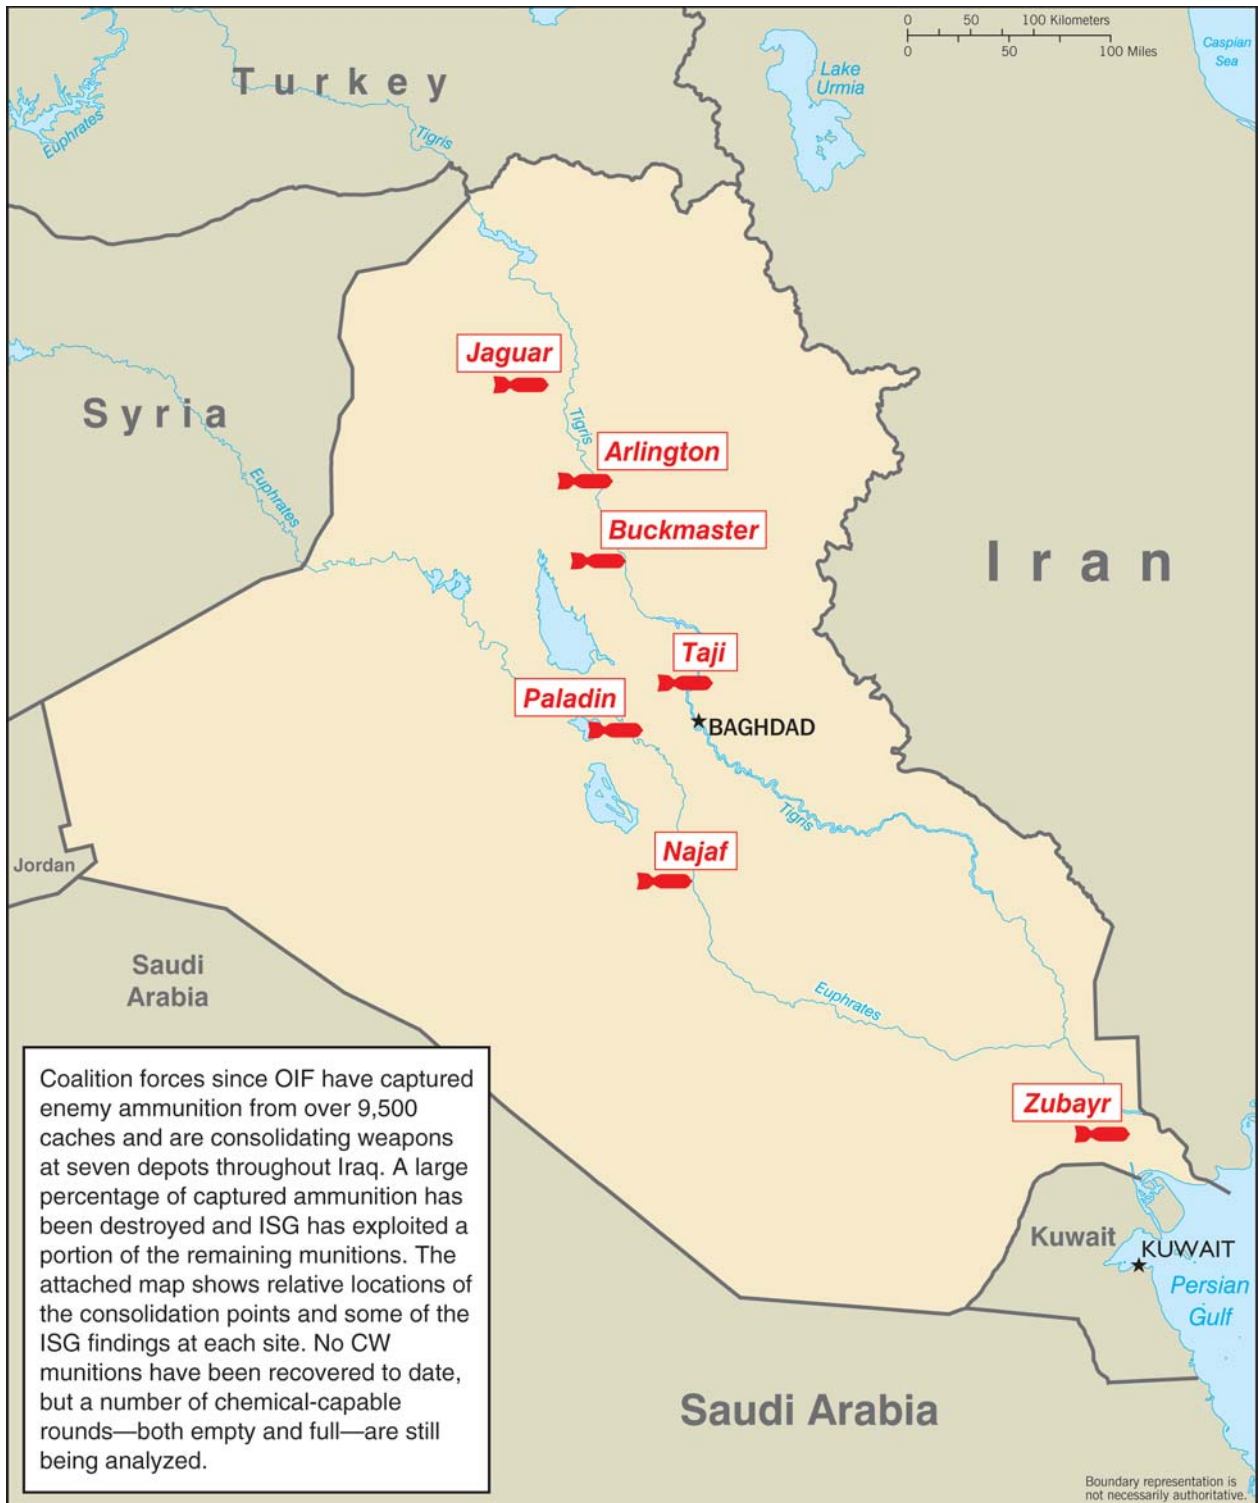 0 50 100 Kilometers
0 50 100 Miles
Caspian
Sea
Turkey
Lake
Urmia
Euphrates
Tigris
Jaguar
Syria
Tigris
Arlington
Euphrates
Buckmaster
Iran
Taji
Paladin
BAGHDAD
Tigris
Najaf
Jordan
Saudi
Arabia
Euphrates
Coalition forces since OIF have captured
enemy ammunition from over 9,500
caches and are consolidating weapons
at seven depots throughout Iraq. A large
percentage of captured ammunition has
been destroyed and ISG has exploited a
portion of the remaining munitions. The
attached map shows relative locations of
the consolidation points and some of the
ISG findings at each site. No CW
munitions have been recovered to date,
but a number of chemical-capable
rounds—both empty and full—are still
being analyzed.
Zubayr
Kuwait
KUWAIT
Persian
Gulf
Saudi Arabia
Boundary representation is
not necessarily authoritative.